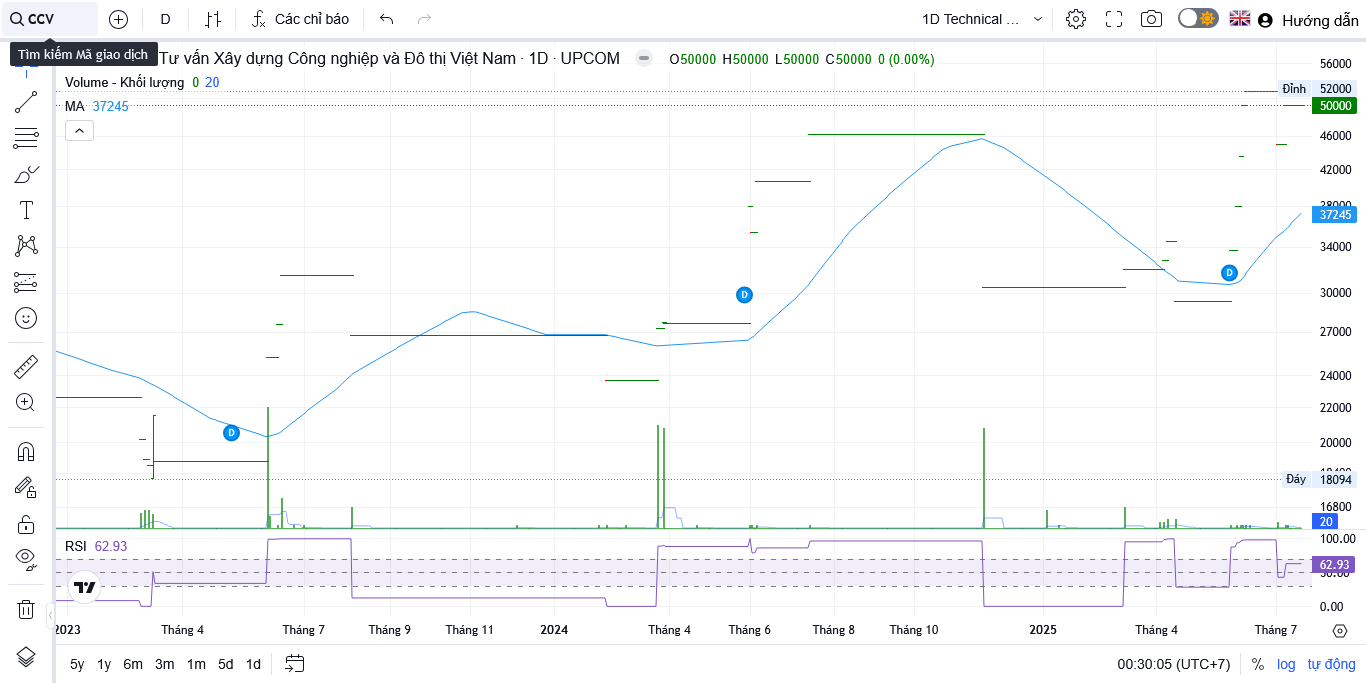 CCV
D
Các chỉ báo
1D Technical ...
Hướng dẫn
Tìm kiếm Mã giao dịch
Tư vấn Xây dựng Công nghiệp và Đô thị Việt Nam · 1D · UPCOM
O50000 H50000 L50000 C50000 0 (0.00%)
Volume - Khối lượng 0 20
MA 37245
56000
Đỉnh 52000
50000
46000
42000
38000
37245
34000
30000
27000
24000
22000
20000
18400
Đáy 18094
16800
20
D
D
D
RSI 62.93
100.00
62.93
50.00
0.00
2023 Tháng 4 Tháng 7 Tháng 9 Tháng 11 2024 Tháng 4 Tháng 6 Tháng 8 Tháng 10 2025 Tháng 4 Tháng 7
5y 1y 6m 3m 1m 5d 1d
00:30:05 (UTC+7) % log tự động